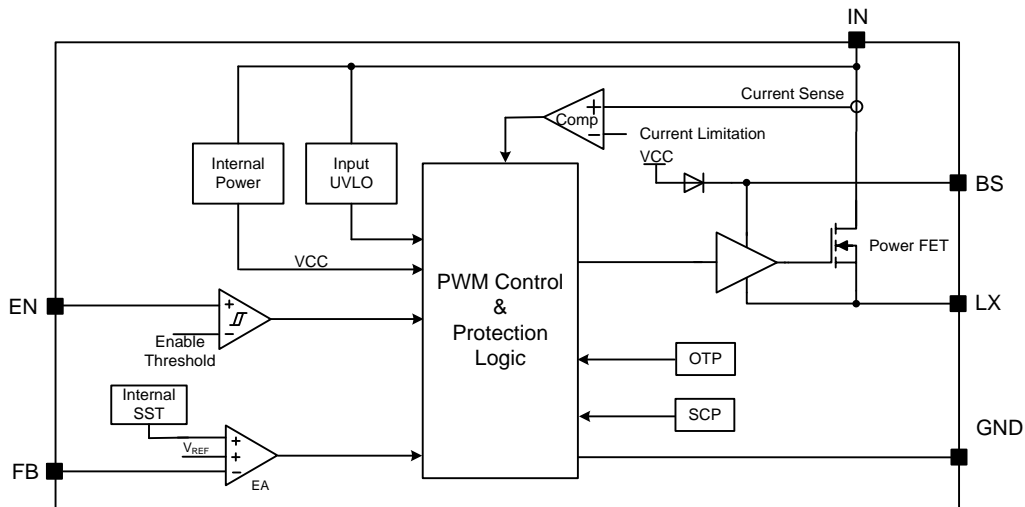 IN
Current Sense
+
Comp
−
Current Limitation
Internal
Power
Input
UVLO
VCC
BS
Power FET
VCC
PWM Control
&
Protection
Logic
EN
+
−
Enable
Threshold
LX
OTP
Internal
SST
SCP
GND
+
VREF
+
−
FB
EA